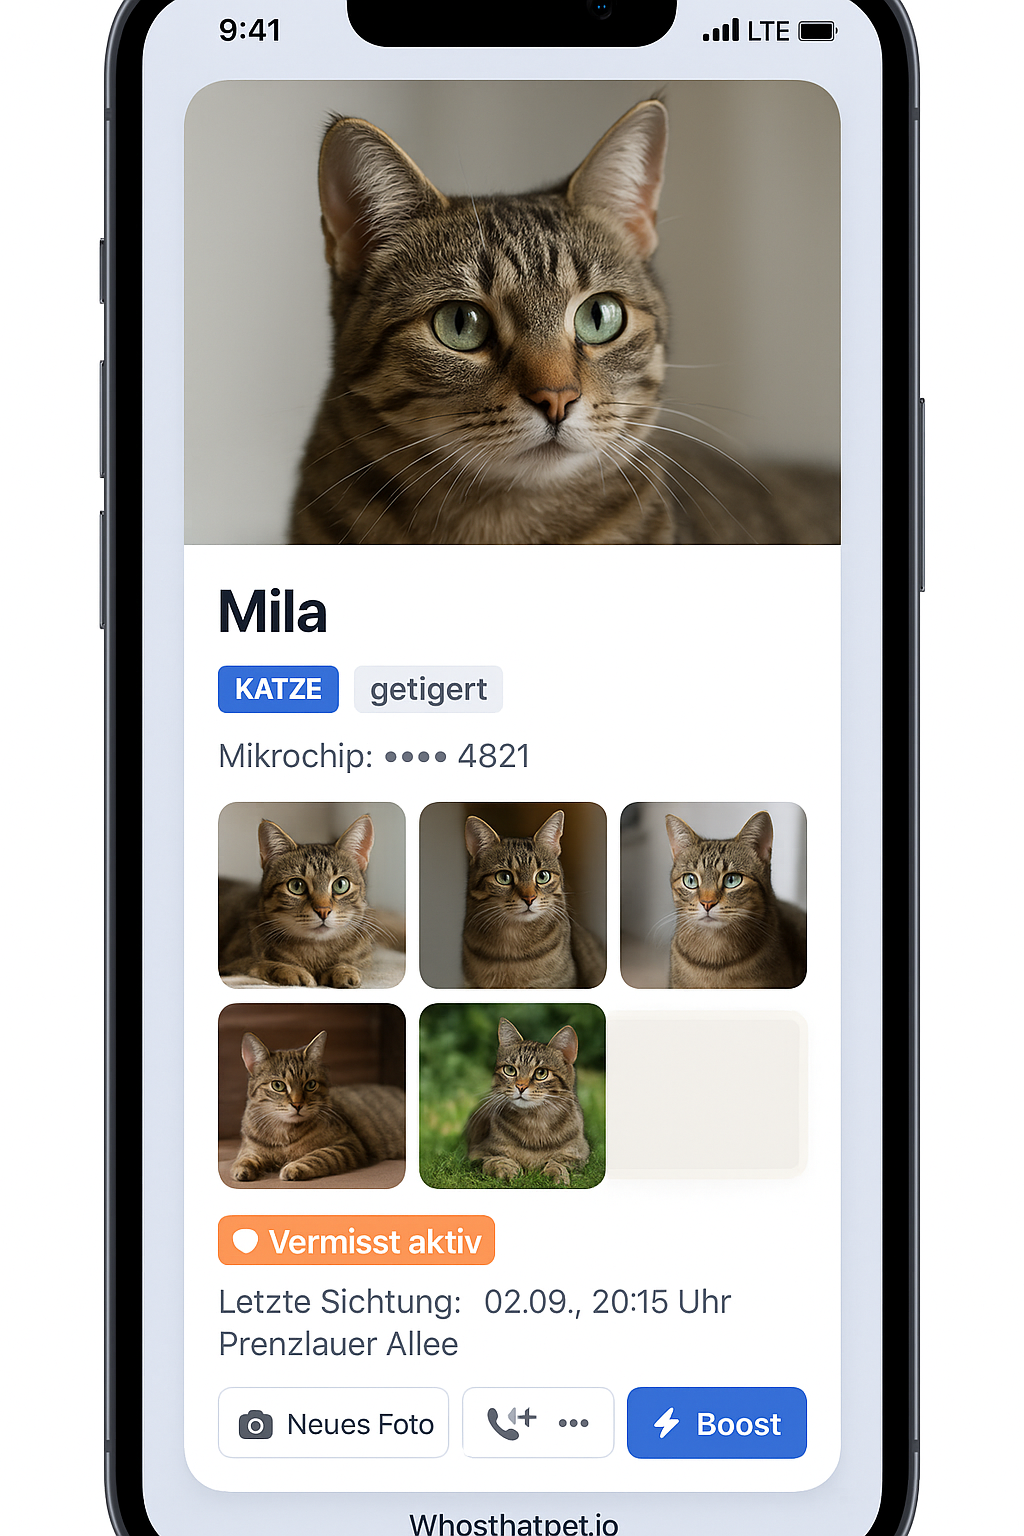 9:41 LTE
Mila
KATZE getigert
Mikrochip: •••• 4821
Vermisst aktiv
Letzte Sichtung: 02.09., 20:15 Uhr
Prenzlauer Allee
Neues Foto ••• Boost
Whosthatpet.io